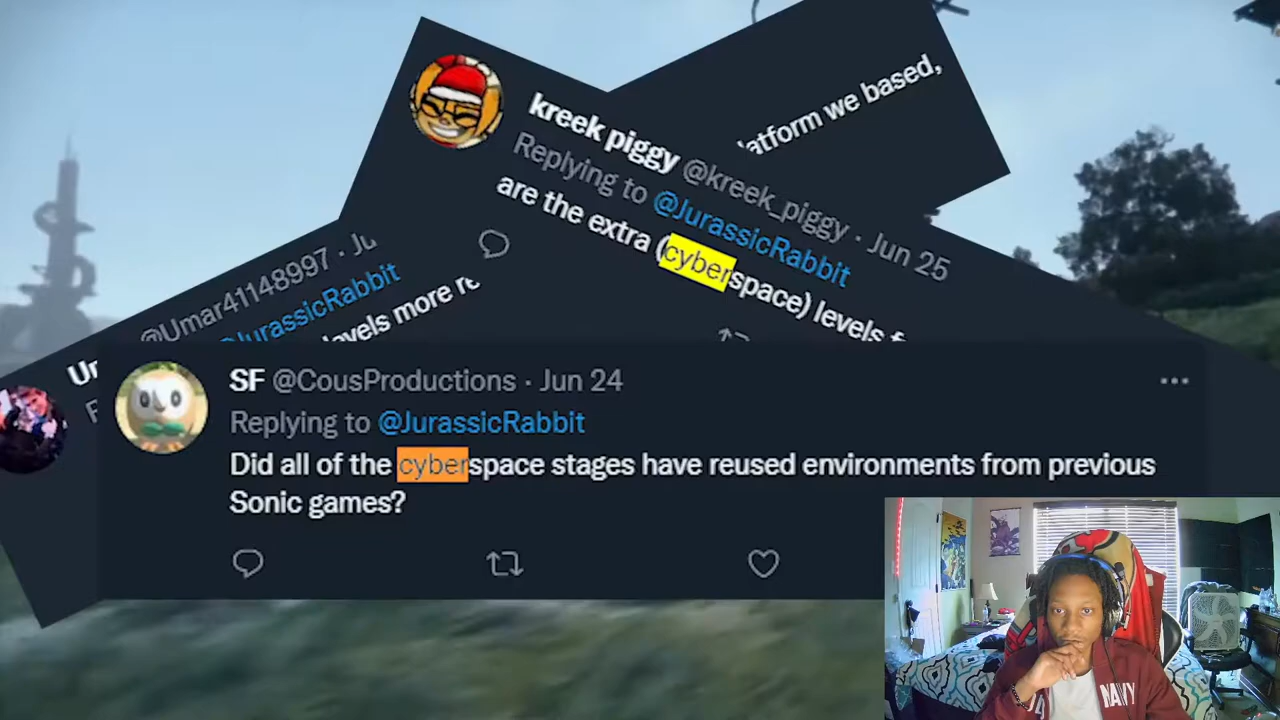 atform we based,
kreek piggy @kreek_piggy · Jun 25
Replying to @JurassicRabbit
are the extra (cyberspace) levels f
@Umar41148997 · Ju
JurassicRabbit
levels more re
Ur
SF @CousProductions · Jun 24
Replying to @JurassicRabbit
Did all of the cyberspace stages have reused environments from previous
Sonic games?
NAVY